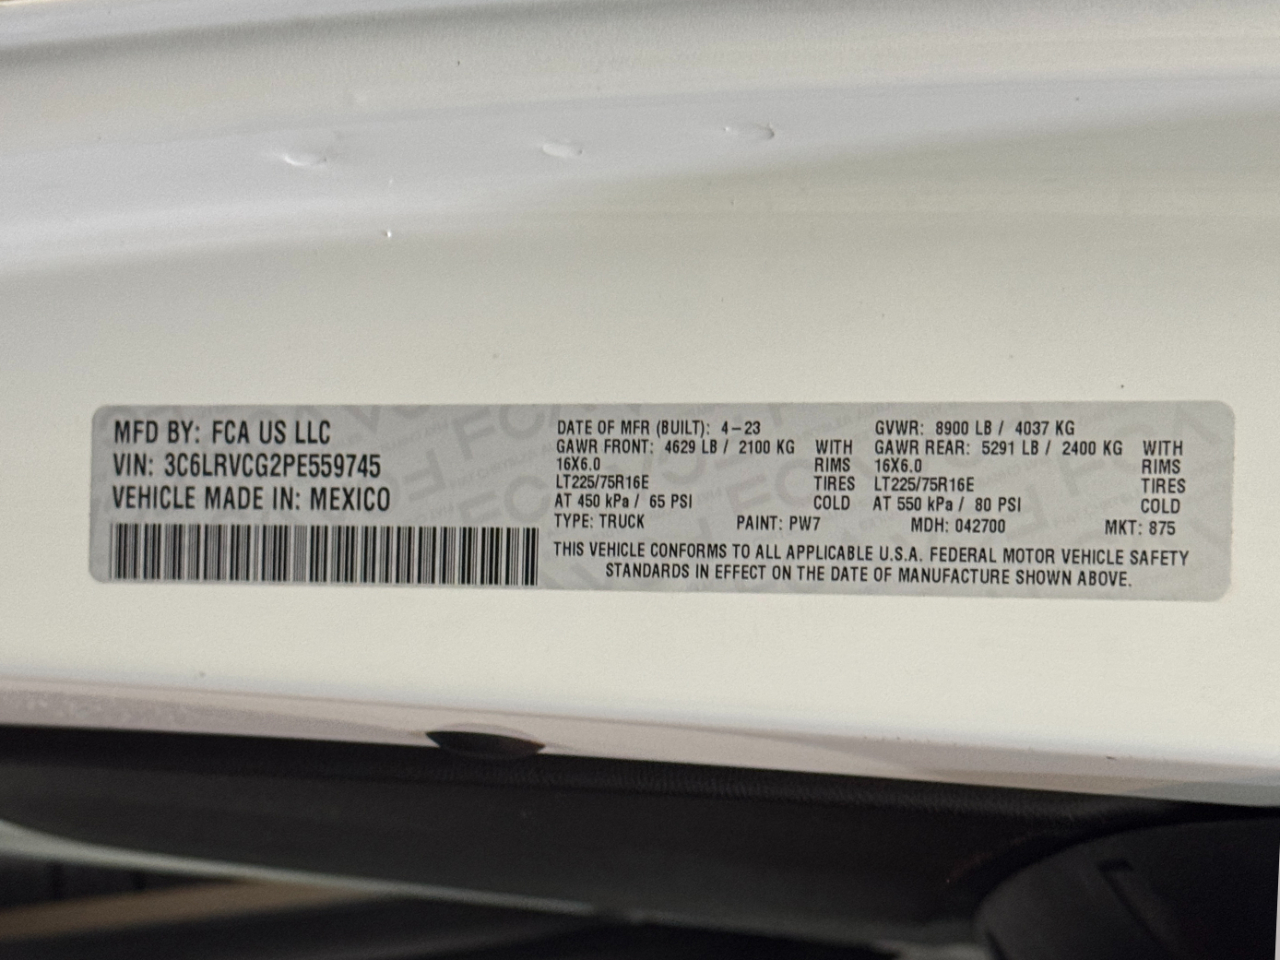 MFD BY: FCA US LLC
VIN: 3C6LRVCG2PE559745
VEHICLE MADE IN: MEXICO
DATE OF MFR (BUILT): 4-23
GAWR FRONT: 4629 LB / 2100 KG WITH
16X6.0 RIMS
LT225/75R16E TIRES
AT 450 kPa / 65 PSI COLD
GVWR: 8900 LB / 4037 KG
GAWR REAR: 5291 LB / 2400 KG WITH
16X6.0 RIMS
LT225/75R16E TIRES
AT 550 kPa / 80 PSI COLD
TYPE: TRUCK PAINT: PW7 MDH: 042700 MKT: 875
THIS VEHICLE CONFORMS TO ALL APPLICABLE U.S.A. FEDERAL MOTOR VEHICLE SAFETY
STANDARDS IN EFFECT ON THE DATE OF MANUFACTURE SHOWN ABOVE.